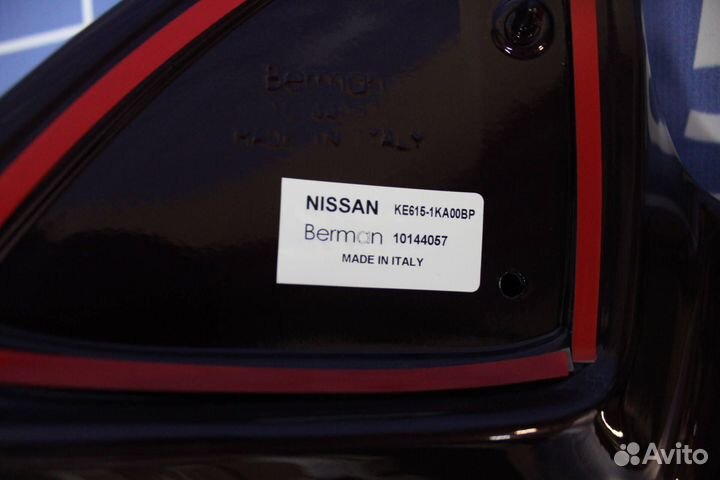 Berman
MADE IN ITALY
NISSAN KE615-1KA00BP
Berman 10144057
MADE IN ITALY
Avito